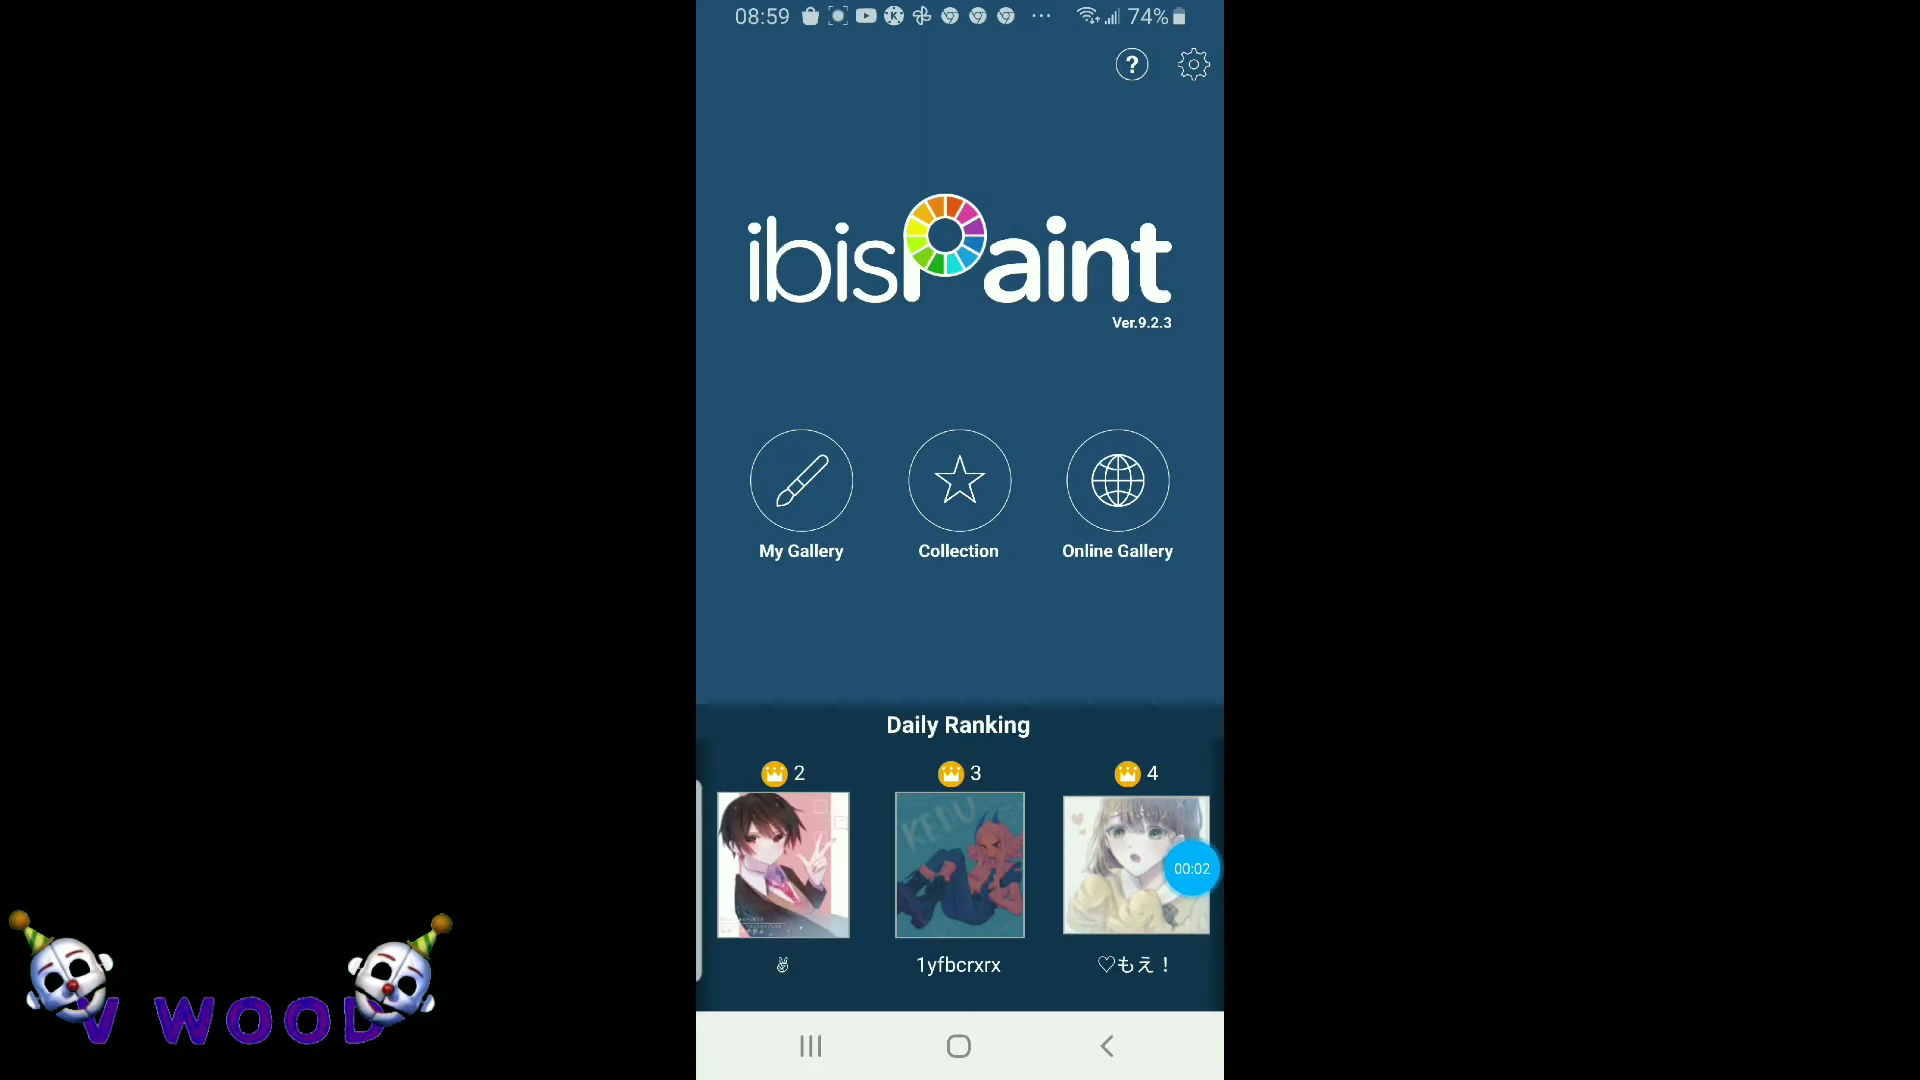 08:59 74%
?
ibisPaint
Ver.9.2.3
My Gallery Collection Online Gallery
Daily Ranking
2 3 4
KEDU
00:02
✌ 1yfbcrxrx ♡もえ！
V WOOD